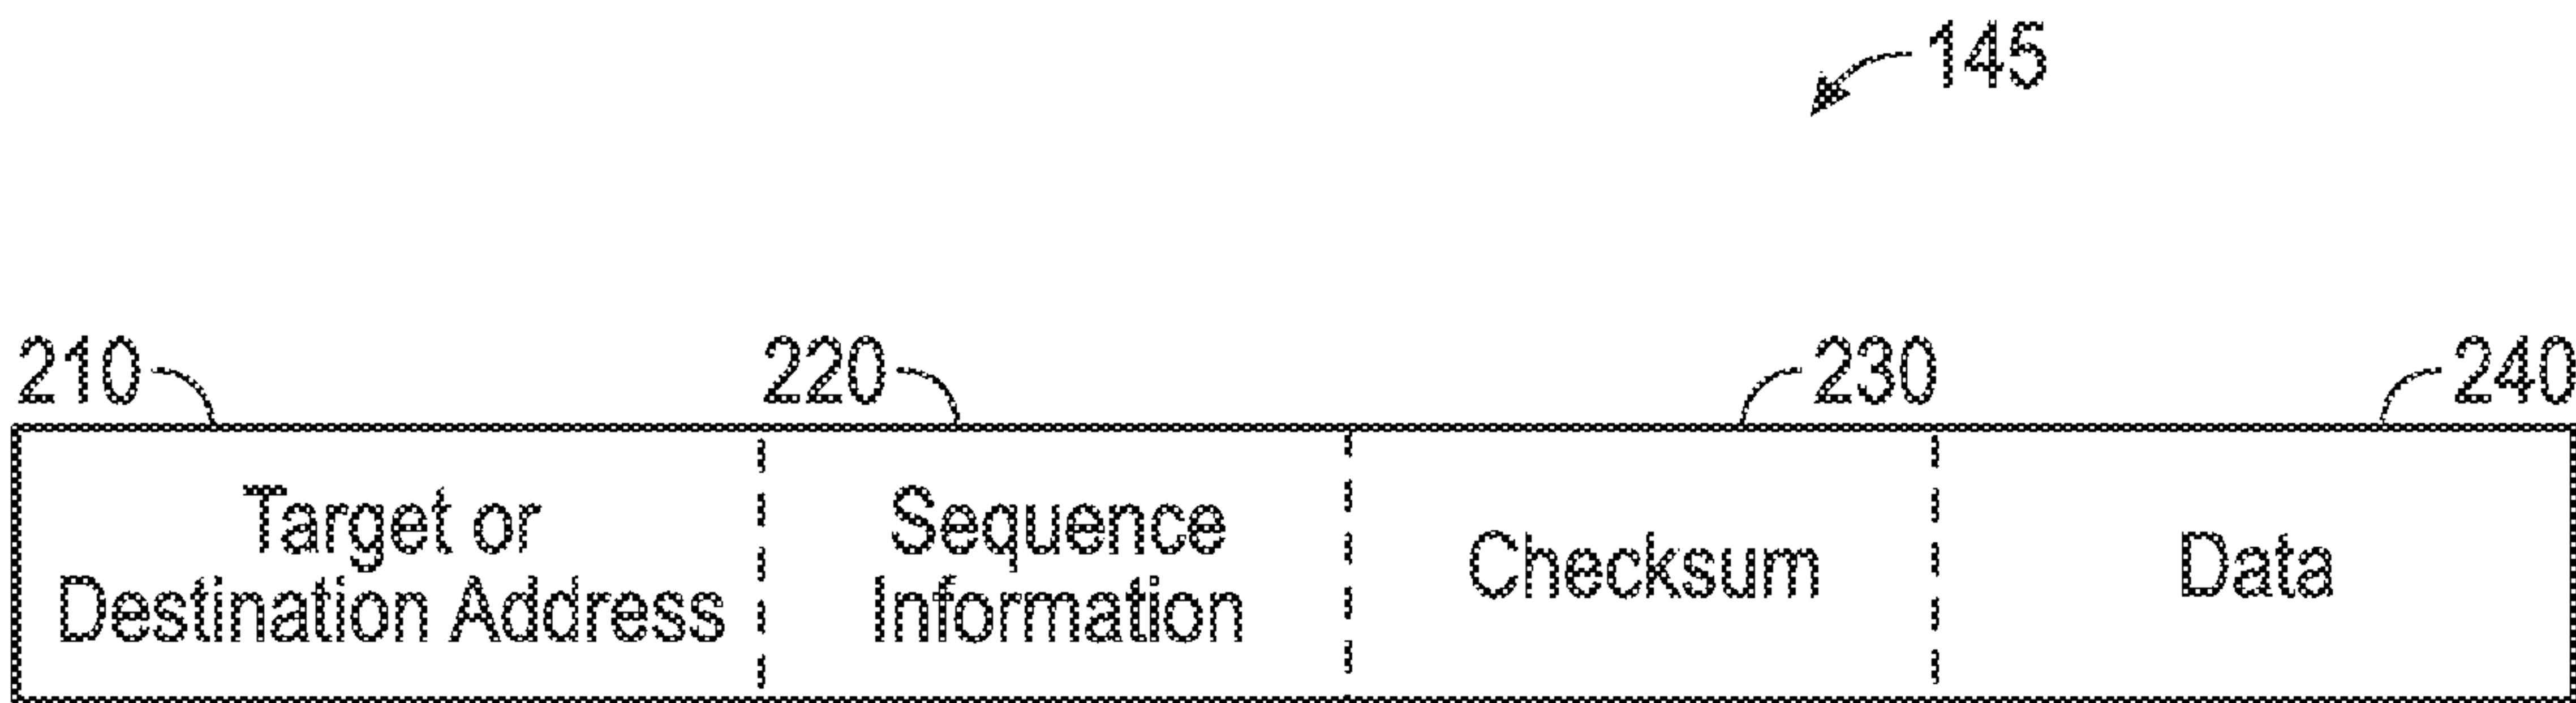 145
210
220
230
240
Target or
Destination Address
Sequence
Information
Checksum
Data